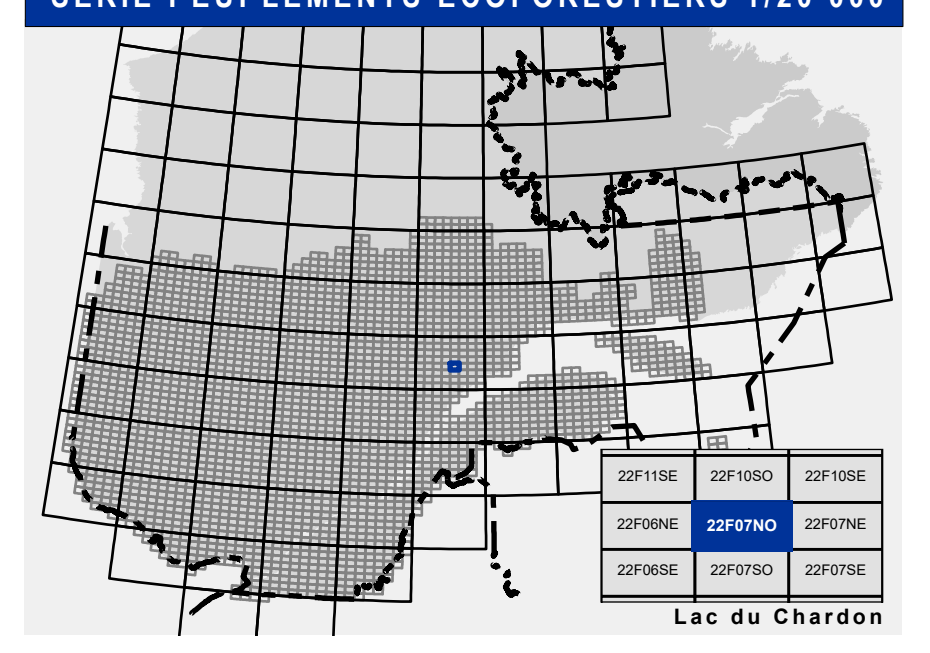 SÉRIE PEUPLEMENTS ÉCOFORESTIERS 1/20 000
22F11SE 22F10SO 22F10SE
22F06NE 22F07NO 22F07NE
22F06SE 22F07SO 22F07SE
Lac du Chardon